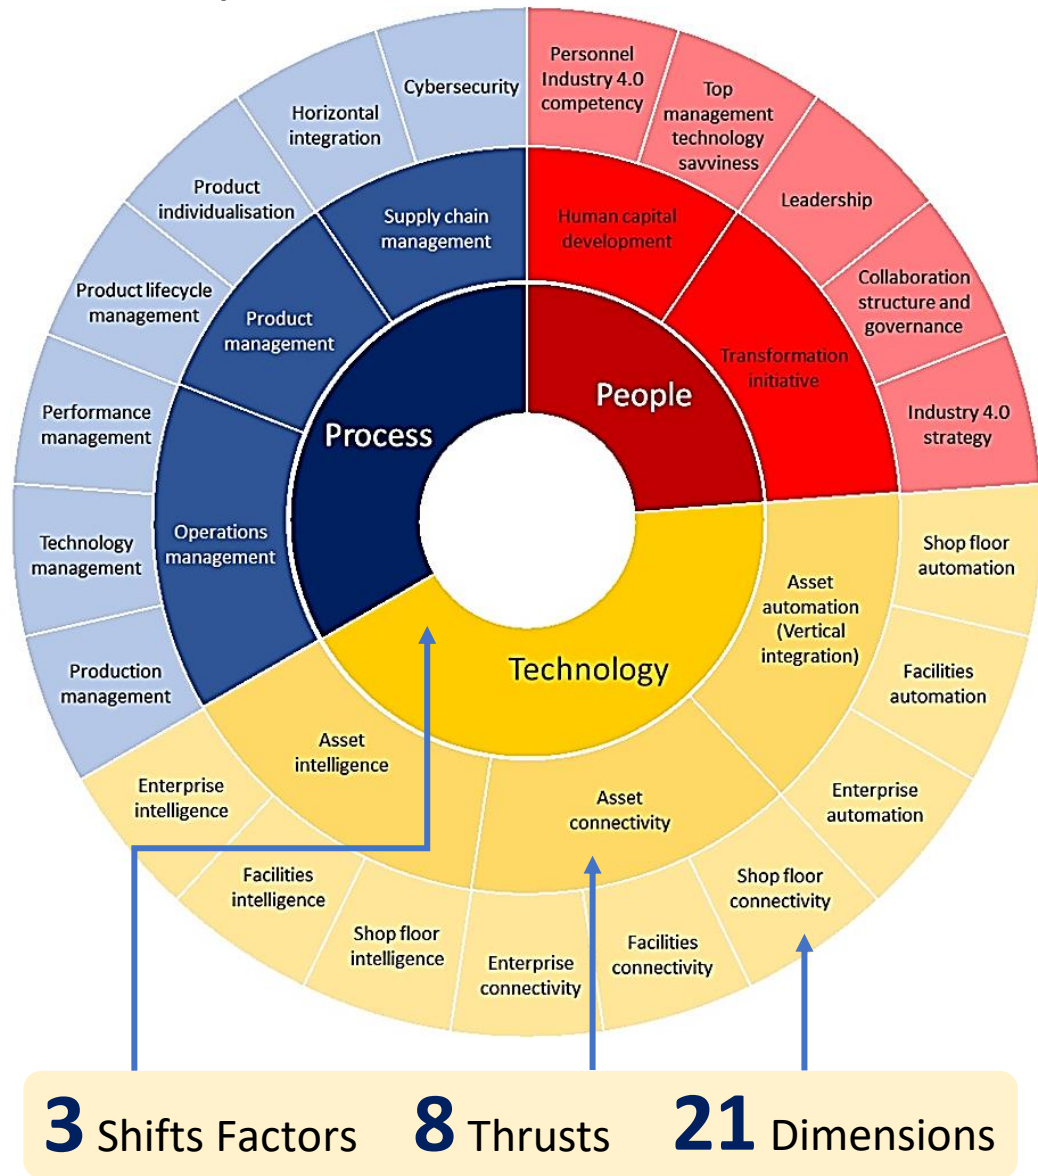 Cybersecurity
Horizontal
integration
Product
individualisation
Product lifecycle
management
Performance
management
Technology
management
Production
management
Personnel
Industry 4.0
competency
Top
management
technology
savviness
Leadership
Collaboration
structure and
governance
Industry 4.0
strategy
Supply chain
management
Product
management
Operations
management
Human capital
development
Transformation
initiative
Process
People
Technology
Asset
automation
(Vertical
integration)
Asset
connectivity
Asset
intelligence
Shop floor
automation
Facilities
automation
Enterprise
automation
Shop floor
connectivity
Facilities
connectivity
Enterprise
connectivity
Shop floor
intelligence
Facilities
intelligence
Enterprise
intelligence
3 Shifts Factors 8 Thrusts 21 Dimensions